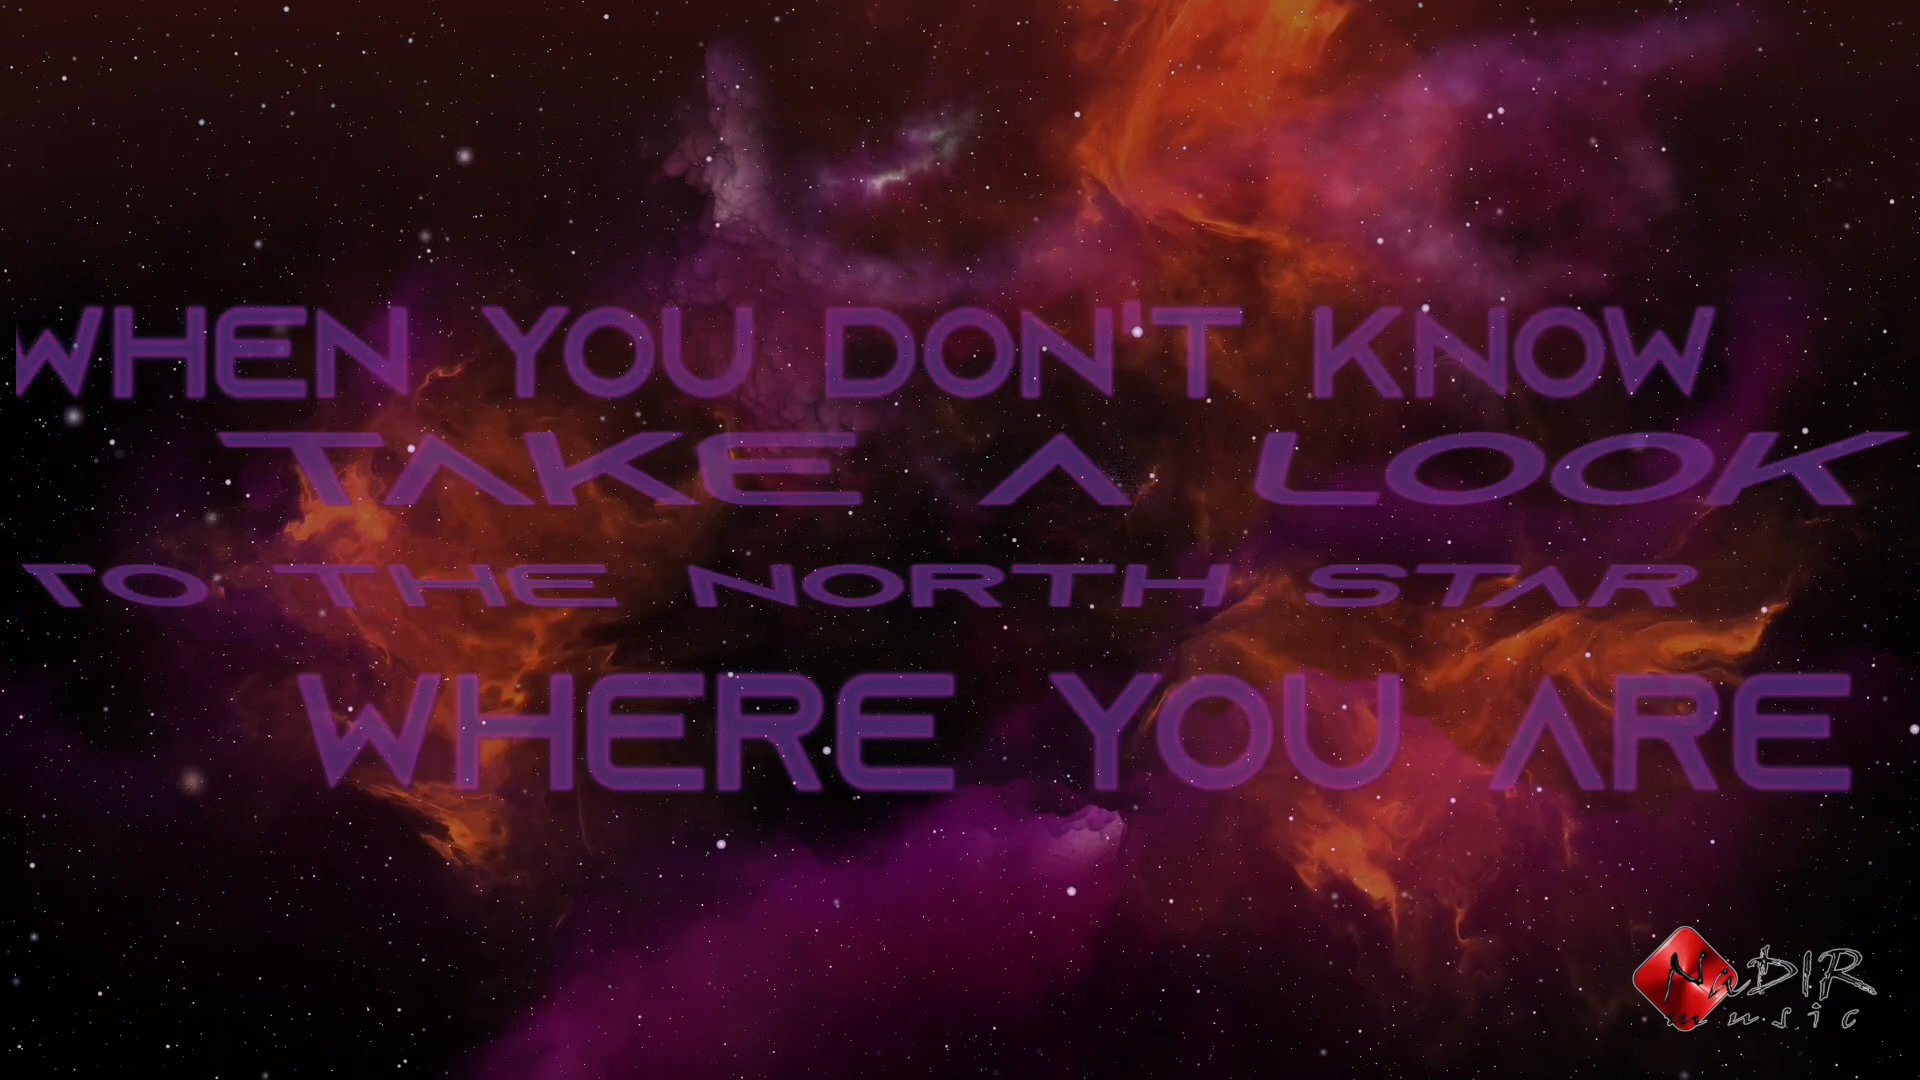 WHEN YOU DON'T KNOW
TAKE A LOOK
TO THE NORTH STAR
WHERE YOU ARE
NaDIR
music